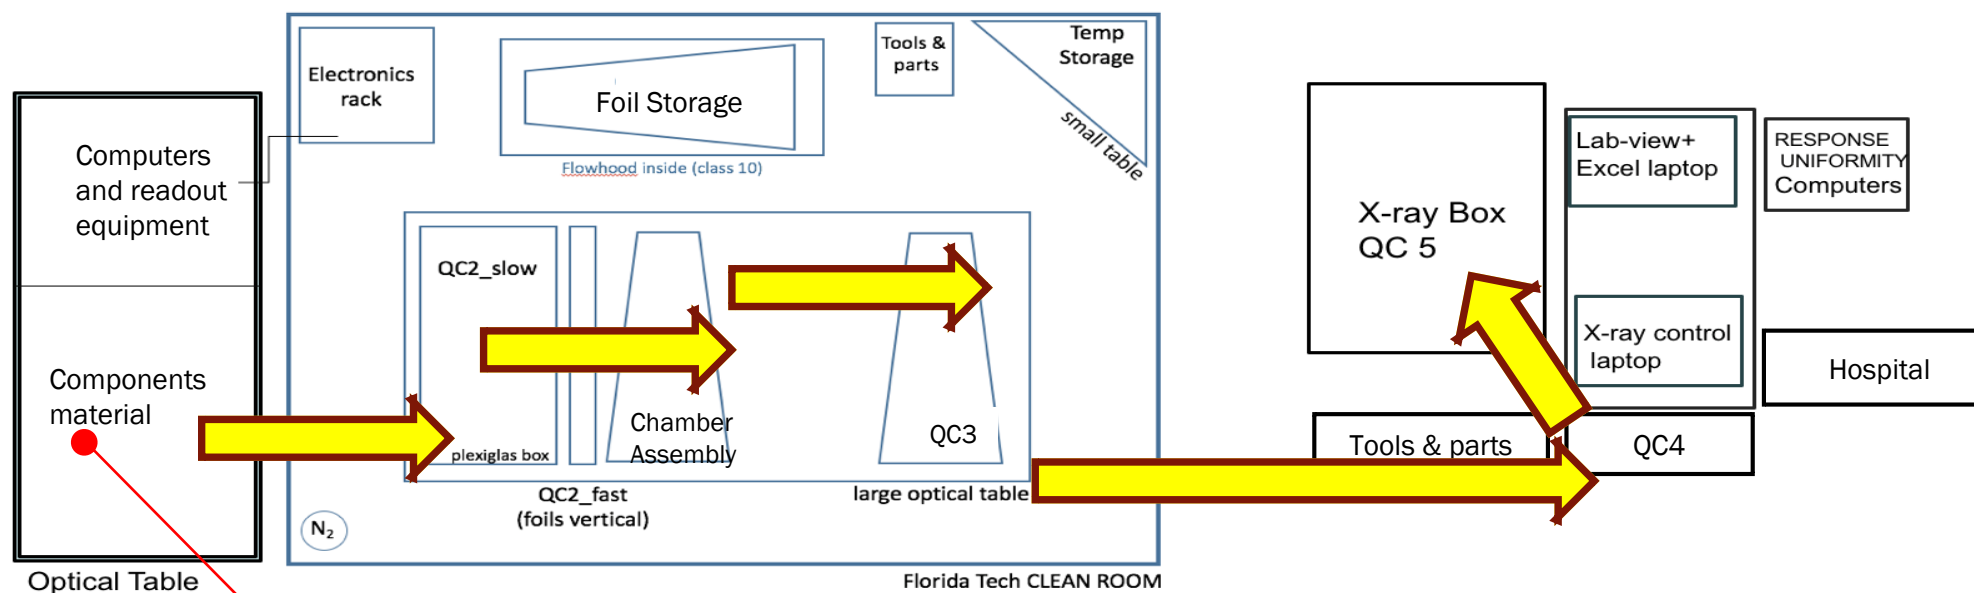 Computers
and readout
equipment
Components
material
Optical Table
Electronics
rack
Foil Storage
Flowhood inside (class 10)
Tools &
parts
Temp
Storage
small table
QC2_slow
plexiglas box
QC2_fast
(foils vertical)
Chamber
Assembly
QC3
large optical table
N2
Florida Tech CLEAN ROOM
X-ray Box
QC 5
Lab-view+
Excel laptop
X-ray control
laptop
RESPONSE
UNIFORMITY
Computers
Hospital
Tools & parts
QC4